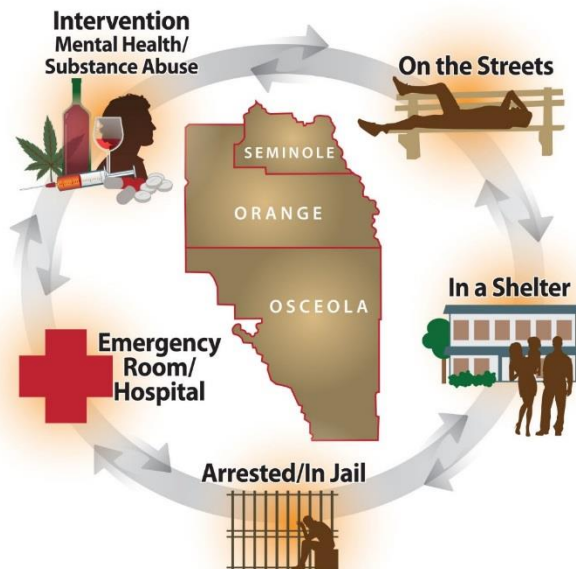 Intervention
Mental Health/
Substance Abuse
On the Streets
SEMINOLE
ORANGE
OSCEOLA
In a Shelter
Emergency
Room/
Hospital
Arrested/In Jail